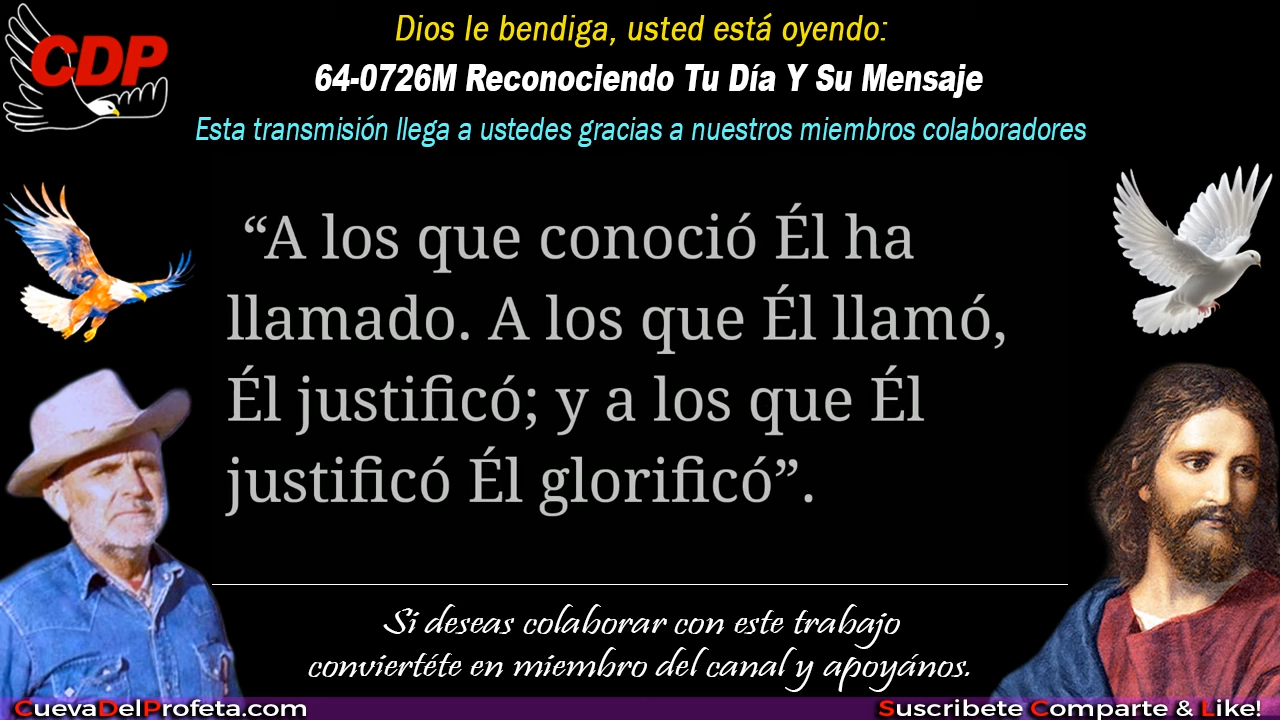 CDP
Dios le bendiga, usted está oyendo:
64-0726M Reconociendo Tu Día Y Su Mensaje
Esta transmisión llega a ustedes gracias a nuestros miembros colaboradores
“A los que conoció Él ha
llamado. A los que Él llamó,
Él justificó; y a los que Él
justificó Él glorificó”.
Si deseas colaborar con este trabajo
conviertéte en miembro del canal y apoyános.
CuevaDelProfeta.com
Suscribete Comparte & Like!